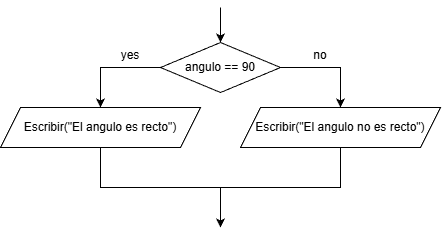 yes
no
angulo == 90
Escribir("El angulo es recto")
Escribir("El angulo no es recto")